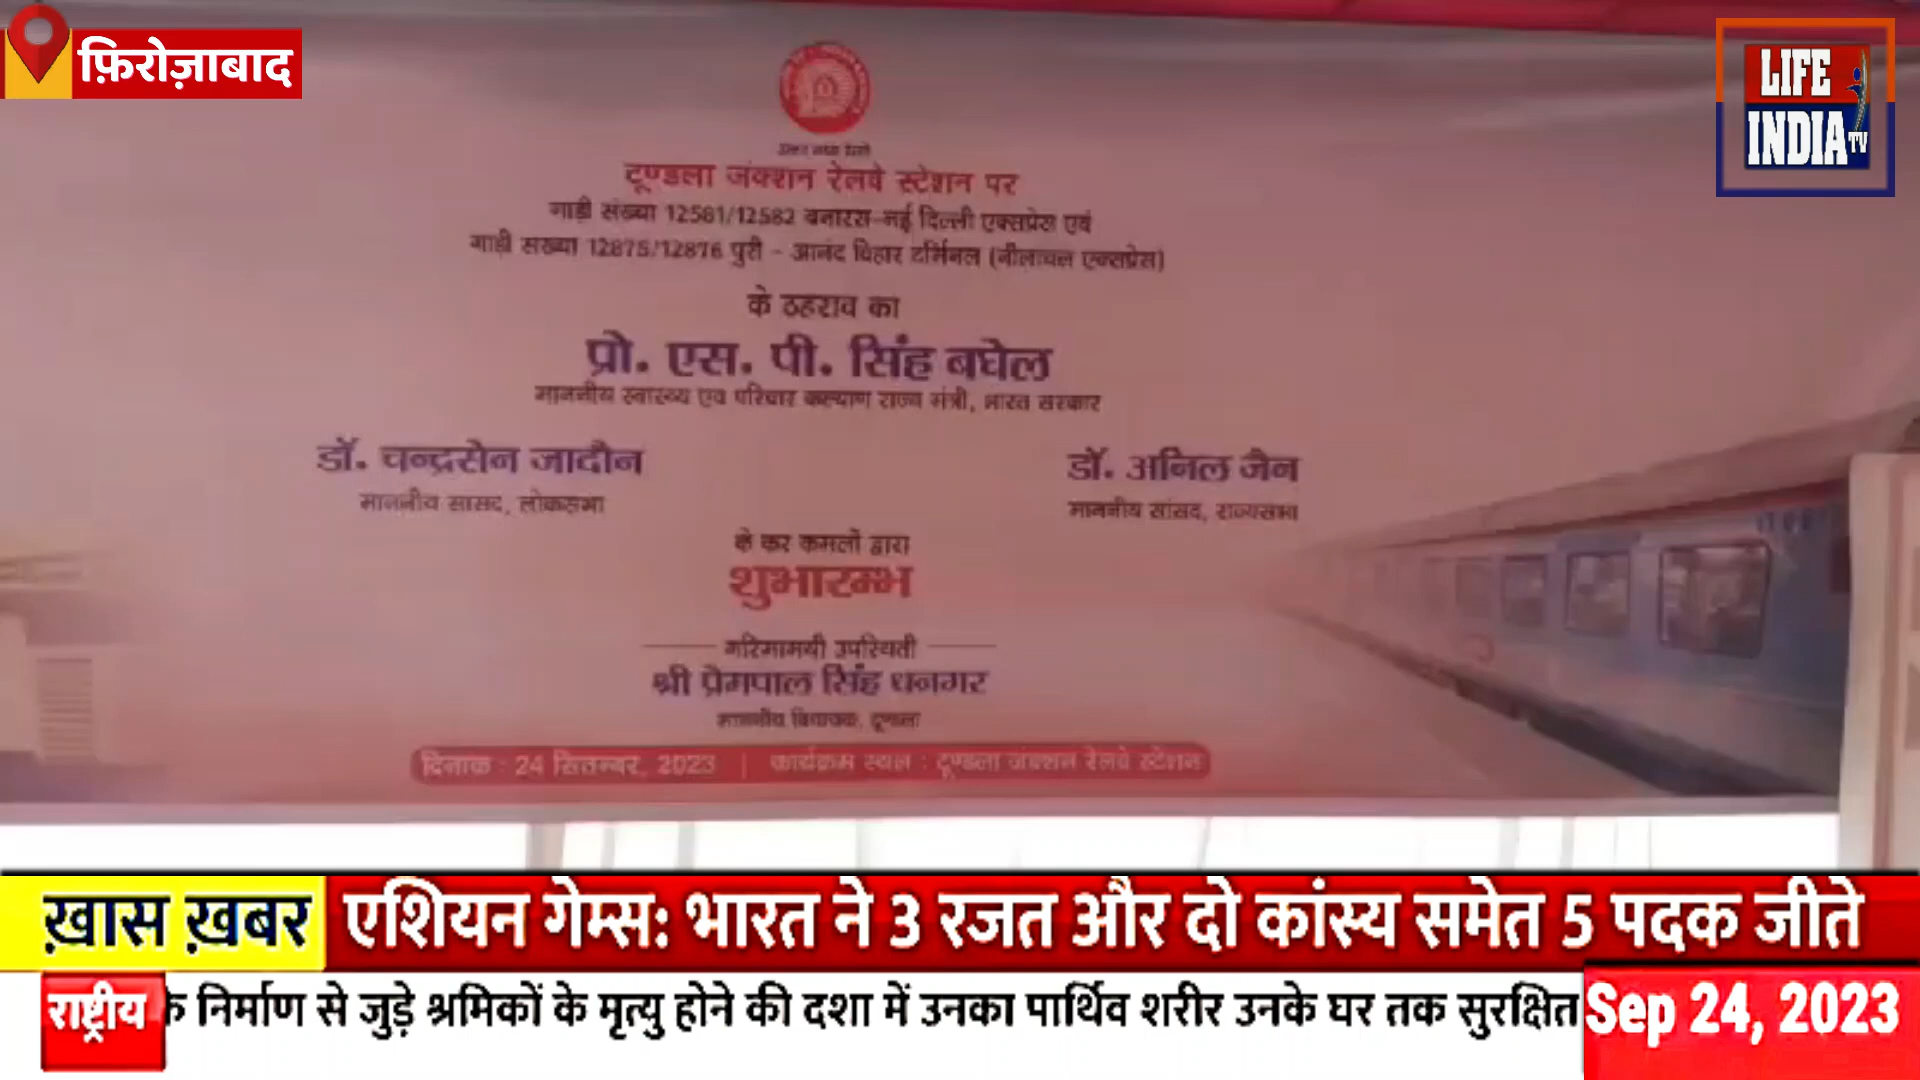 फ़िरोज़ाबाद
LIFE
INDIA TV
टूण्डला जंक्शन रेलवे स्टेशन पर
गाड़ी संख्या 12581/12582 बनारस-नई दिल्ली एक्सप्रेस एवं
गाड़ी संख्या 12875/12876 पुरी - आनंद विहार टर्मिनल (नीलाचल एक्सप्रेस)
के ठहराव का
प्रो. एस. पी. सिंह बघेल
माननीय स्वास्थ्य एवं परिवार कल्याण राज्य मंत्री, भारत सरकार
डॉ. चन्द्रसेन जादौन
डॉ. अनिल जैन
माननीय सांसद, लोकसभा
माननीय सांसद, राज्यसभा
के कर कमलों द्वारा
शुभारम्भ
गरिमामयी उपस्थिती
श्री प्रेमपाल सिंह धनगर
माननीय विधायक, टूण्डला
दिनांक : 24 सितम्बर, 2023 | कार्यक्रम स्थल : टूण्डला जंक्शन रेलवे स्टेशन
ख़ास ख़बर एशियन गेम्स: भारत ने 3 रजत और दो कांस्य समेत 5 पदक जीते
राष्ट्रीय के निर्माण से जुड़े श्रमिकों के मृत्यु होने की दशा में उनका पार्थिव शरीर उनके घर तक सुरक्षित Sep 24, 2023